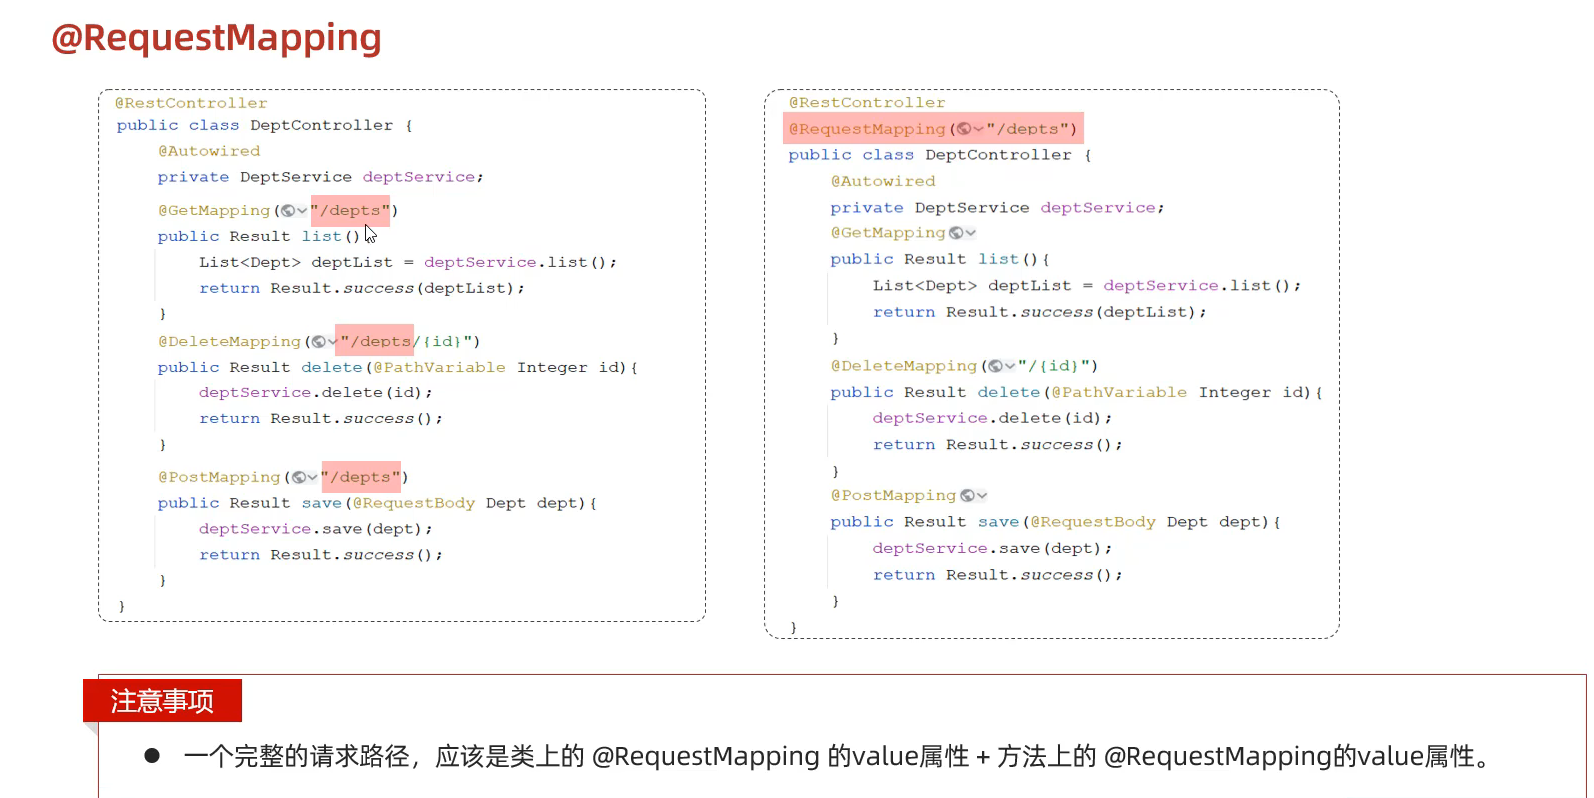 @RequestMapping
@RestController
public class DeptController {
@Autowired
private DeptService deptService;
@GetMapping("/depts")
public Result list()
List<Dept> deptList = deptService.list();
return Result.success(deptList);
}
@DeleteMapping("/depts/{id}")
public Result delete(@PathVariable Integer id){
deptService.delete(id);
return Result.success();
}
@PostMapping("/depts")
public Result save(@RequestBody Dept dept){
deptService.save(dept);
return Result.success();
}
}
@RestController
@RequestMapping("/depts")
public class DeptController {
@Autowired
private DeptService deptService;
@GetMapping
public Result list(){
List<Dept> deptList = deptService.list();
return Result.success(deptList);
}
@DeleteMapping("/{id}")
public Result delete(@PathVariable Integer id){
deptService.delete(id);
return Result.success();
}
@PostMapping
public Result save(@RequestBody Dept dept){
deptService.save(dept);
return Result.success();
}
}
注意事项
● 一个完整的请求路径，应该是类上的 @RequestMapping 的value属性 + 方法上的 @RequestMapping的value属性。